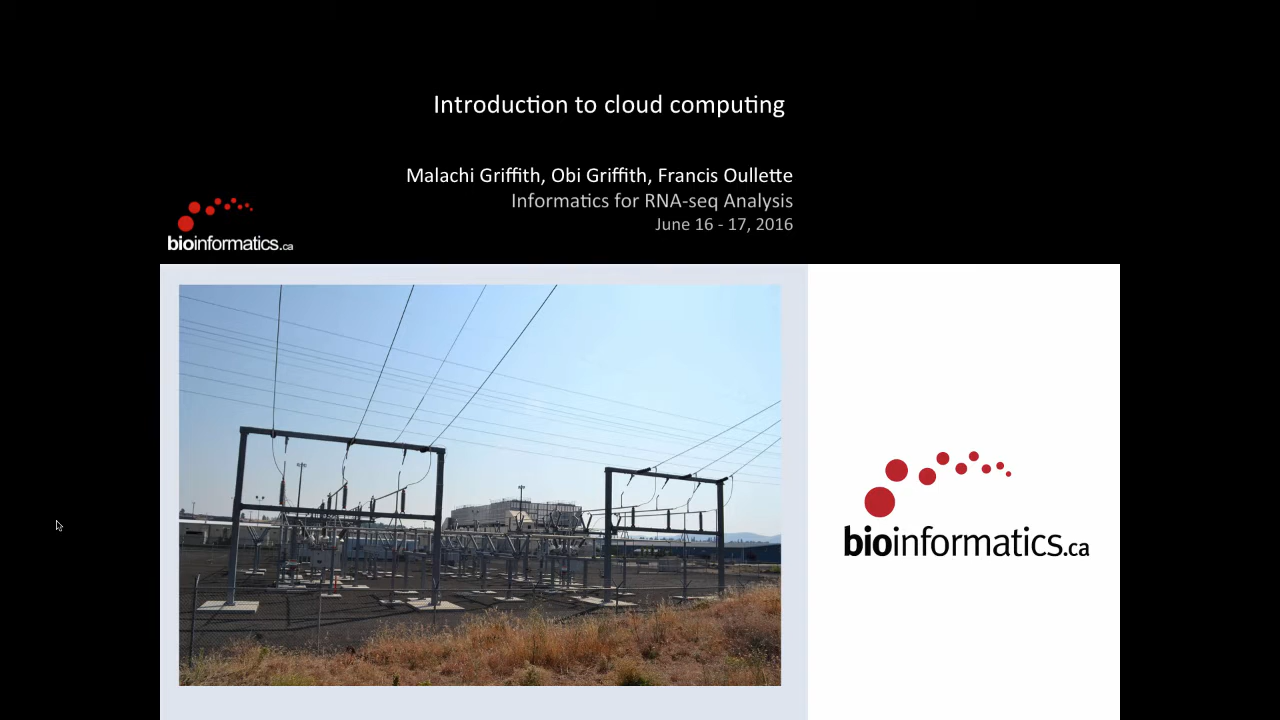 Introduction to cloud computing
Malachi Griffith, Obi Griffith, Francis Oullette
Informatics for RNA-seq Analysis
June 16 - 17, 2016
bioinformatics.ca
bioinformatics.ca